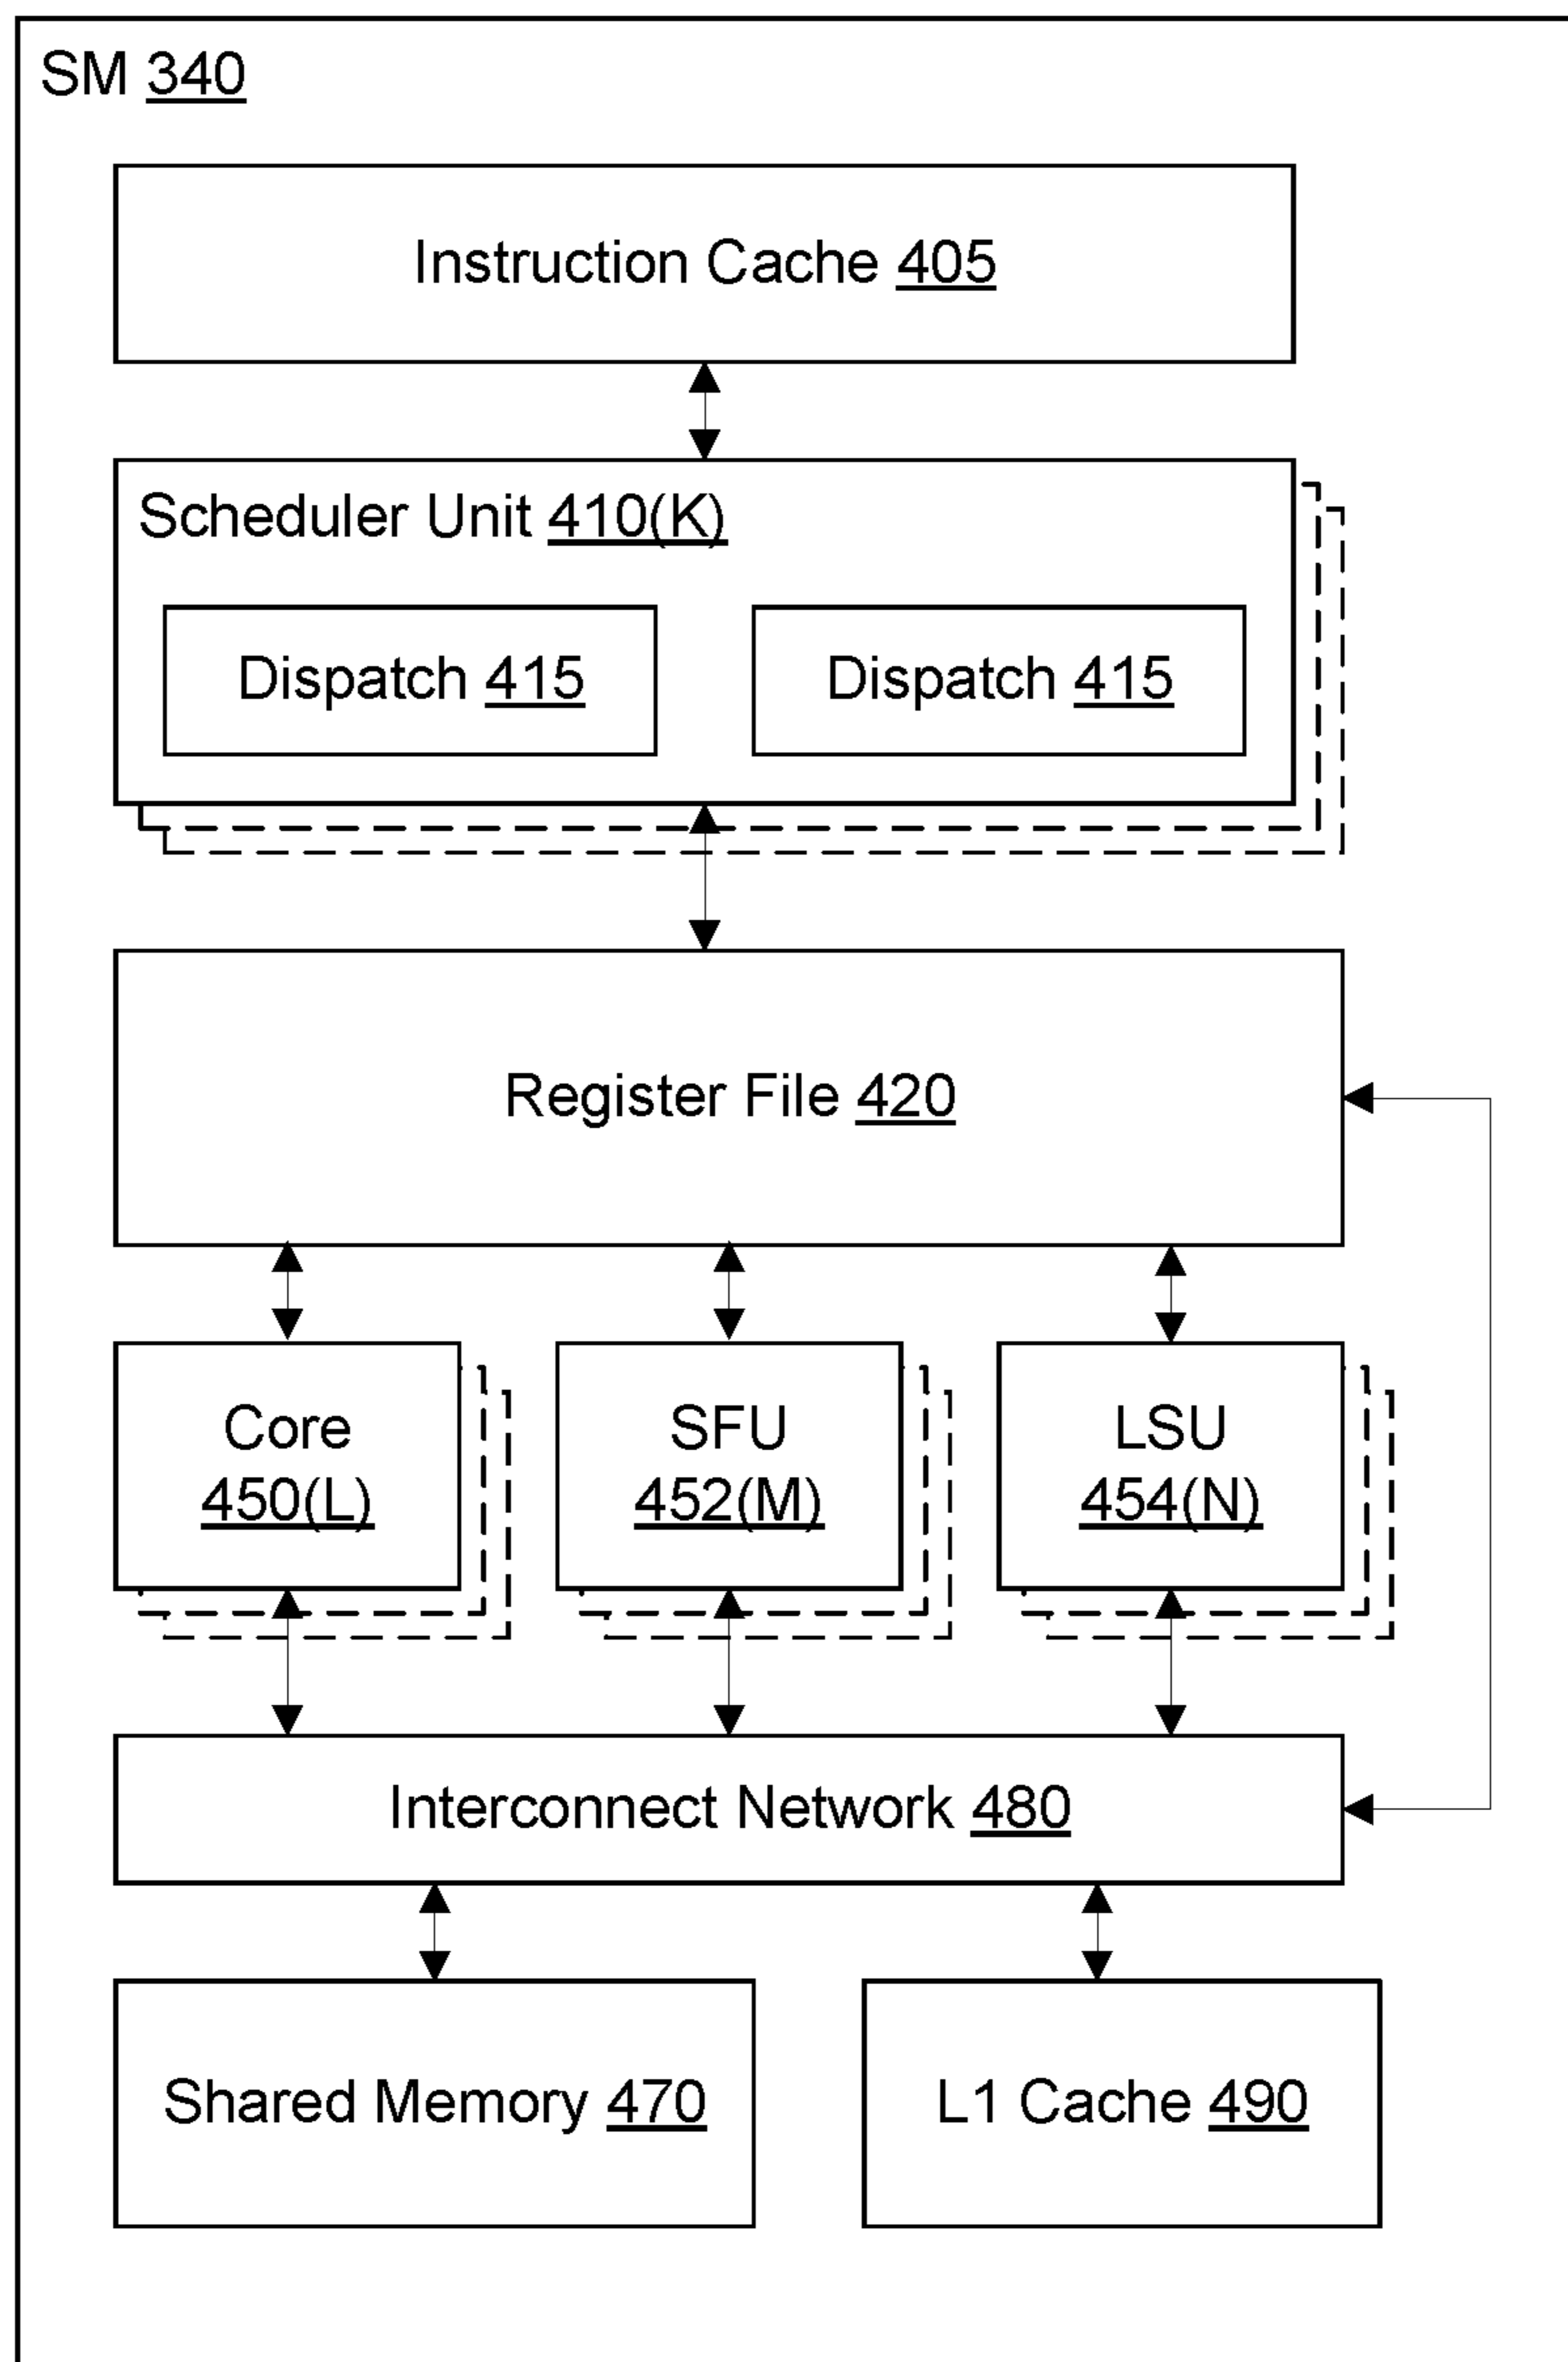 SM 340
Instruction Cache 405
Scheduler Unit 410(K)
Dispatch 415
Dispatch 415
Register File 420
Core
450(L)
SFU
452(M)
LSU
454(N)
Interconnect Network 480
Shared Memory 470
L1 Cache 490